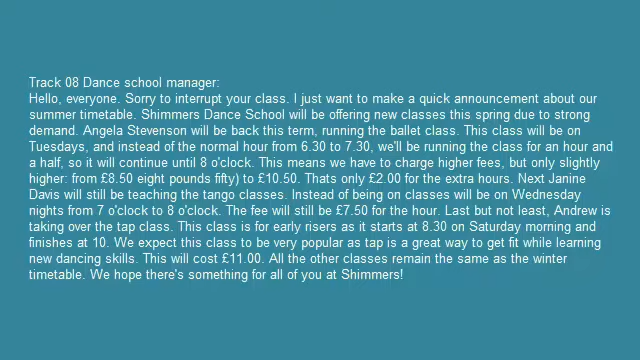 Track 08 Dance school manager:
Hello, everyone. Sorry to interrupt your class. I just want to make a quick announcement about our
summer timetable. Shimmers Dance School will be offering new classes this spring due to strong
demand. Angela Stevenson will be back this term, running the ballet class. This class will be on
Tuesdays, and instead of the normal hour from 6.30 to 7.30, we'll be running the class for an hour and
a half, so it will continue until 8 o'clock. This means we have to charge higher fees, but only slightly
higher: from £8.50 eight pounds fifty) to £10.50. Thats only £2.00 for the extra hours. Next Janine
Davis will still be teaching the tango classes. Instead of being on classes will be on Wednesday
nights from 7 o'clock to 8 o'clock. The fee will still be £7.50 for the hour. Last but not least, Andrew is
taking over the tap class. This class is for early risers as it starts at 8.30 on Saturday morning and
finishes at 10. We expect this class to be very popular as tap is a great way to get fit while learning
new dancing skills. This will cost £11.00. All the other classes remain the same as the winter
timetable. We hope there's something for all of you at Shimmers!